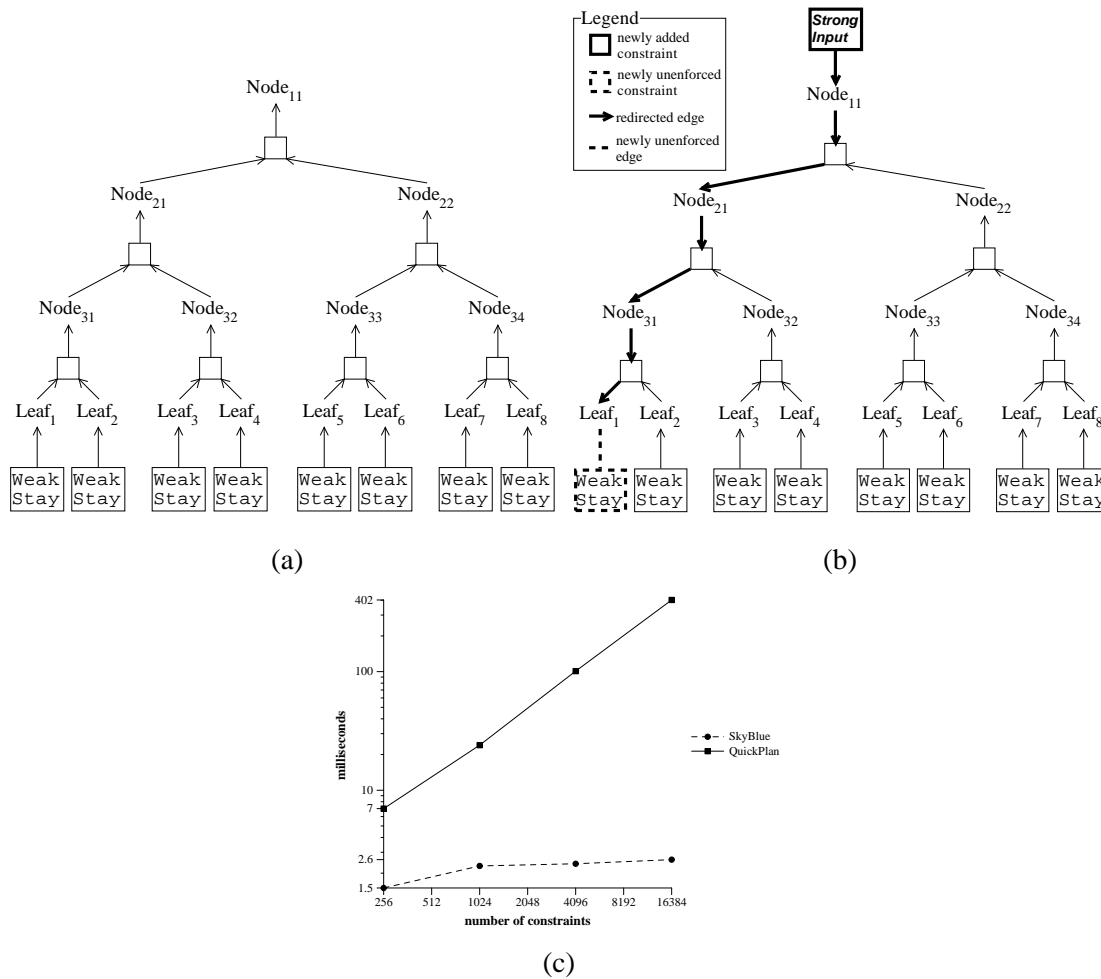 Node11
Node21 Node22
Node31 Node32 Node33 Node34
Leaf1 Leaf2 Leaf3 Leaf4 Leaf5 Leaf6 Leaf7 Leaf8
Weak Weak Weak Weak Weak Weak Weak Weak
Stay Stay Stay Stay Stay Stay Stay Stay
(a)
Legend
newly added
constraint
newly unenforced
constraint
redirected edge
newly unenforced
edge
Strong
Input
Node11
Node21 Node22
Node31 Node32 Node33 Node34
Leaf1 Leaf2 Leaf3 Leaf4 Leaf5 Leaf6 Leaf7 Leaf8
Weak Weak Weak Weak Weak Weak Weak Weak
Stay Stay Stay Stay Stay Stay Stay Stay
(b)
402
100
10
7
2.6
1.5
milliseconds
256 512 1024 2048 4096 8192 16384
number of constraints
SkyBlue
QuickPlan
(c)